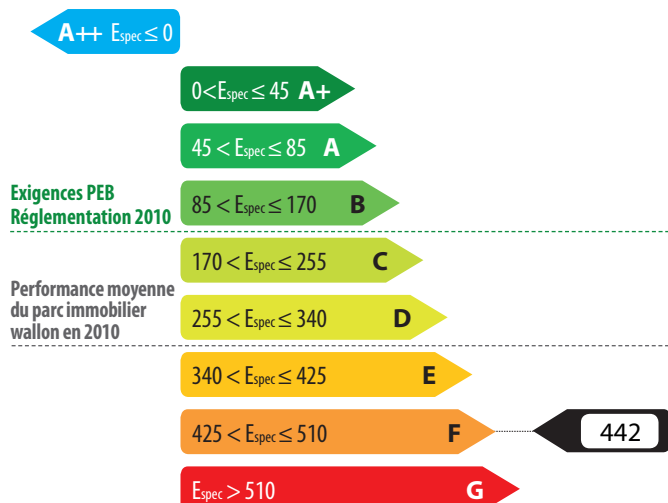 A++ Espec ≤ 0
0<Espec ≤ 45 A+
45 < Espec ≤ 85 A
Exigences PEB
Réglementation 2010
85 < Espec ≤ 170 B
170 < Espec ≤ 255 C
Performance moyenne
du parc immobilier
wallon en 2010
255 < Espec ≤ 340 D
340 < Espec ≤ 425 E
425 < Espec ≤ 510 F
442
Espec > 510 G